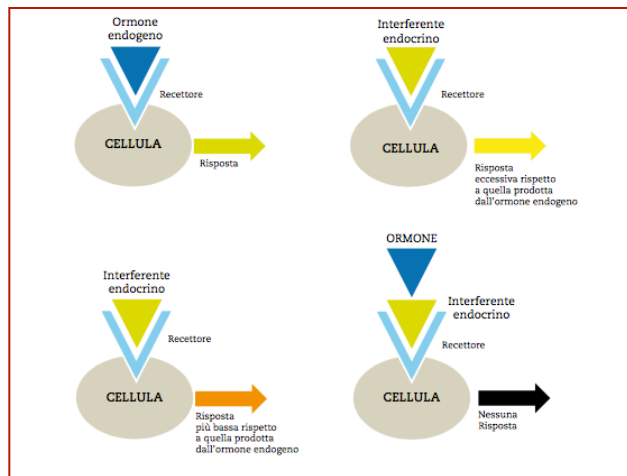 Ormone
endogeno
Recettore
CELLULA
Risposta
Interferente
endocrino
Recettore
CELLULA
Risposta
eccessiva rispetto
a quella prodotta
dall'ormone endogeno
Interferente
endocrino
Recettore
CELLULA
Risposta
più bassa rispetto
a quella prodotta
dall'ormone endogeno
ORMONE
Interferente
endocrino
Recettore
CELLULA
Nessuna
Risposta